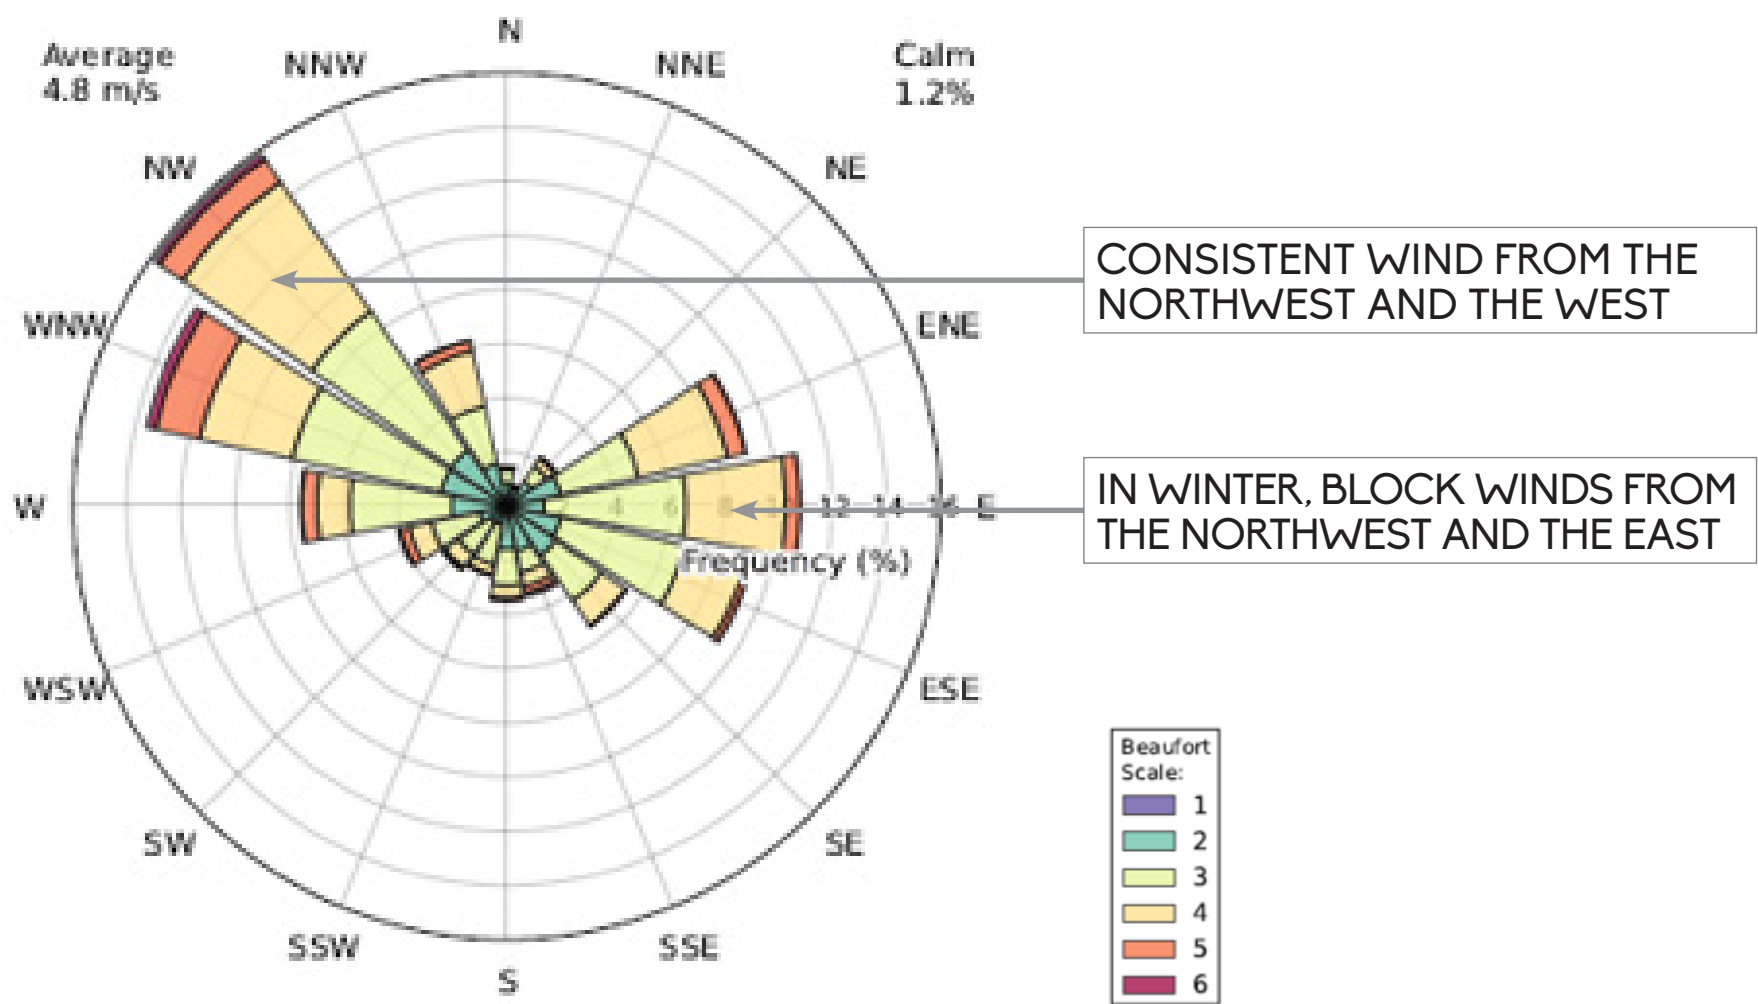 N
Average
4.8 m/s
NNW
NNE
Calm
1.2%
NW
NE
CONSISTENT WIND FROM THE
NORTHWEST AND THE WEST
WNW
ENE
W
4 6 8 10 12 14 16 E
IN WINTER, BLOCK WINDS FROM
THE NORTHWEST AND THE EAST
Frequency (%)
WSW
ESE
SW
SE
SSW
SSE
S
Beaufort
Scale:
1
2
3
4
5
6